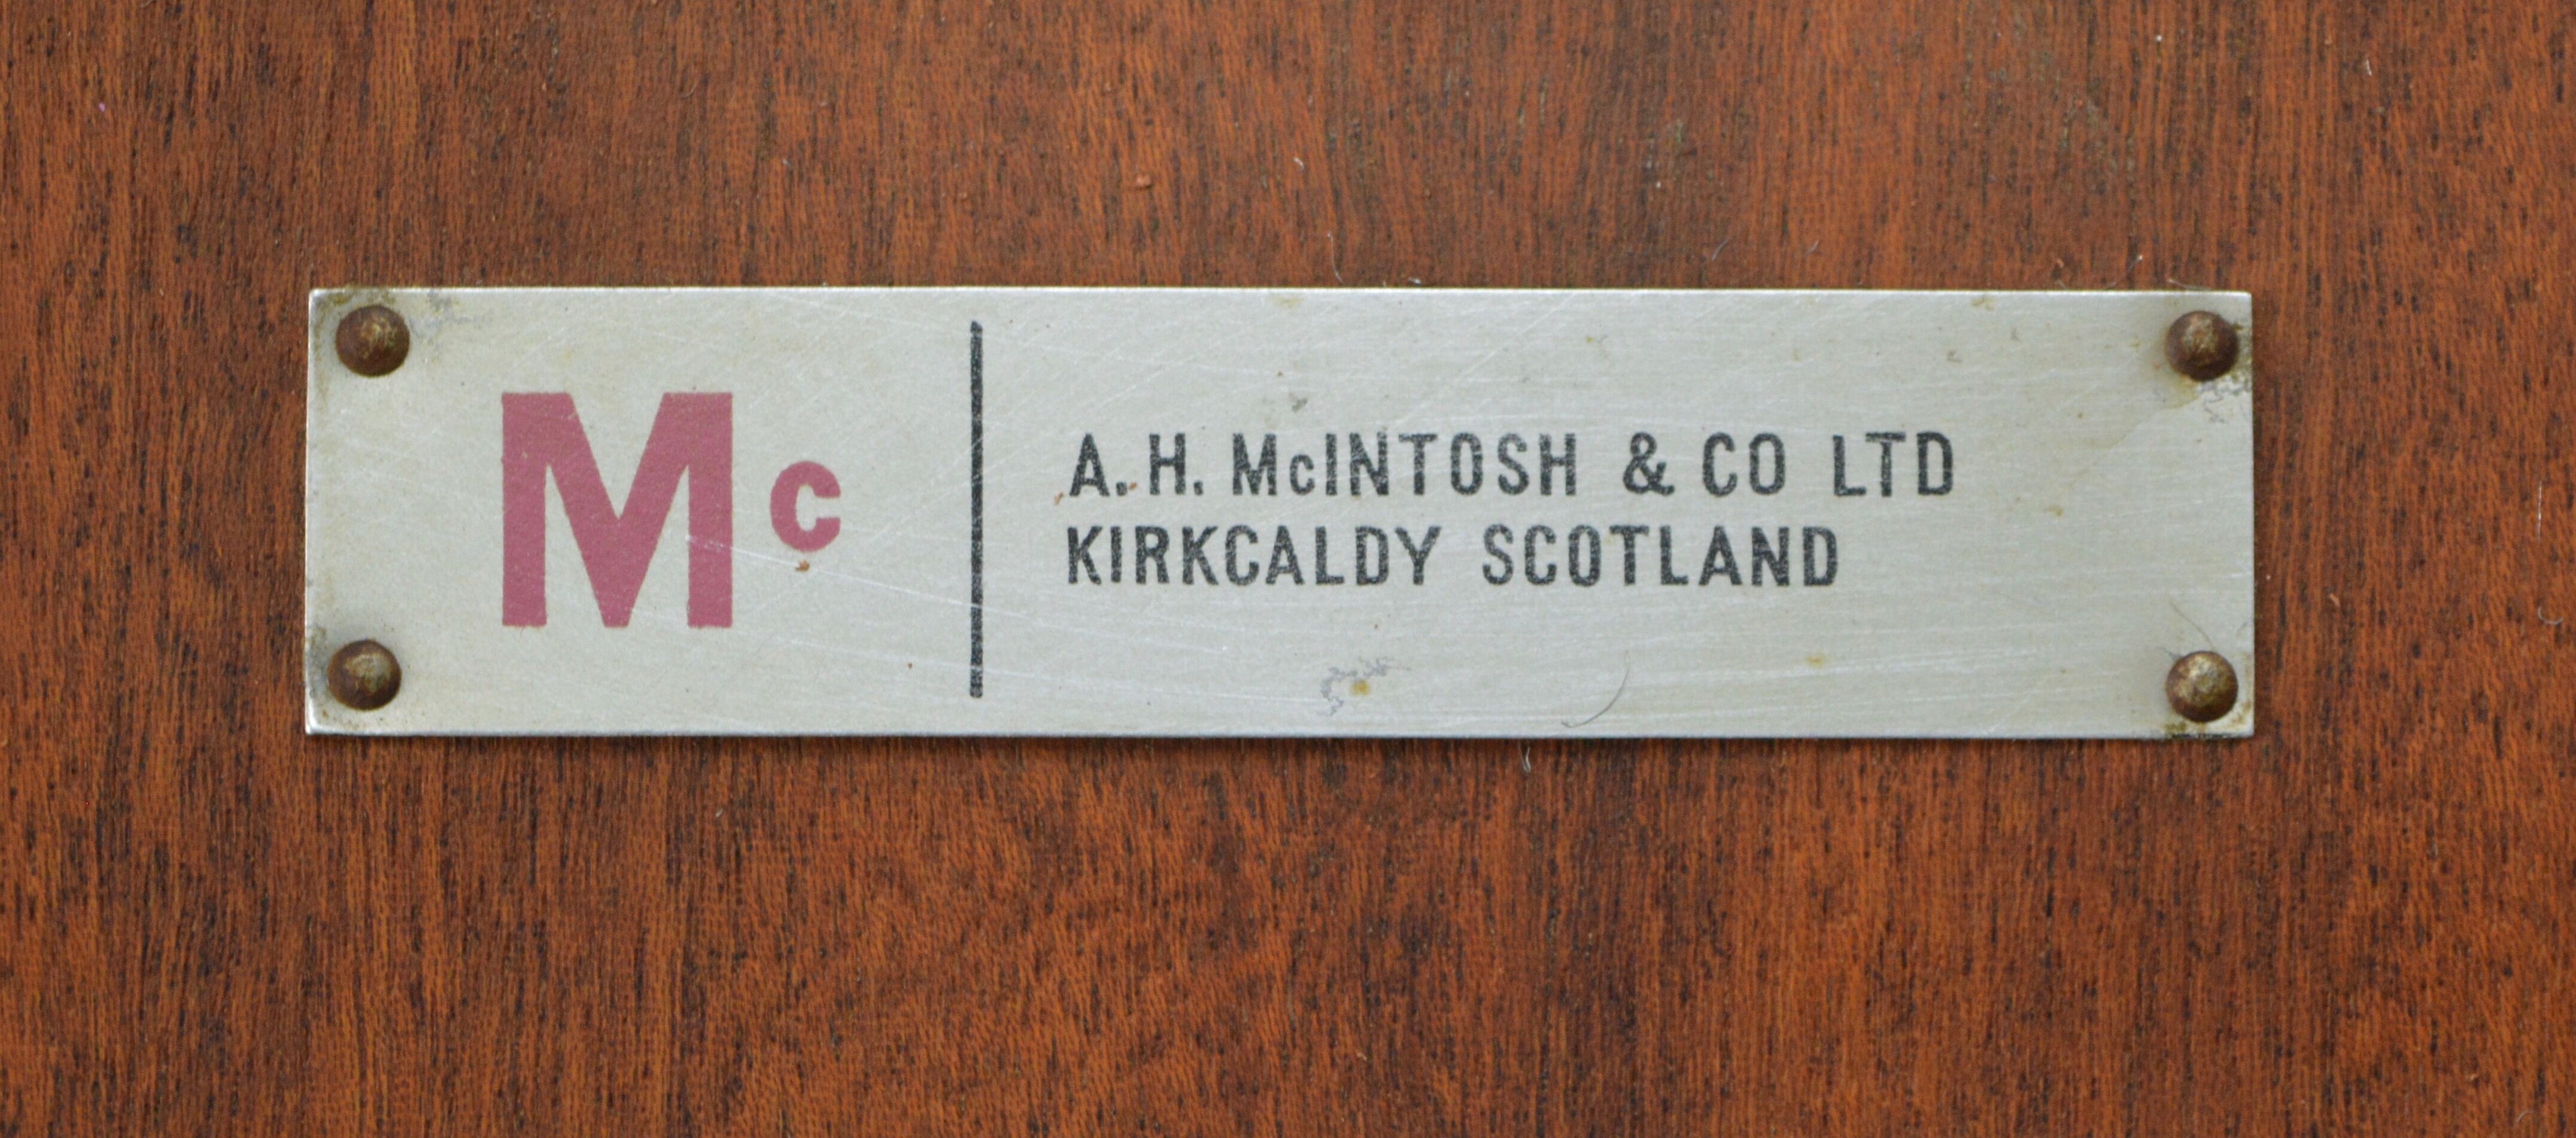 Mc
A.H. McINTOSH & CO LTD
KIRKCALDY SCOTLAND